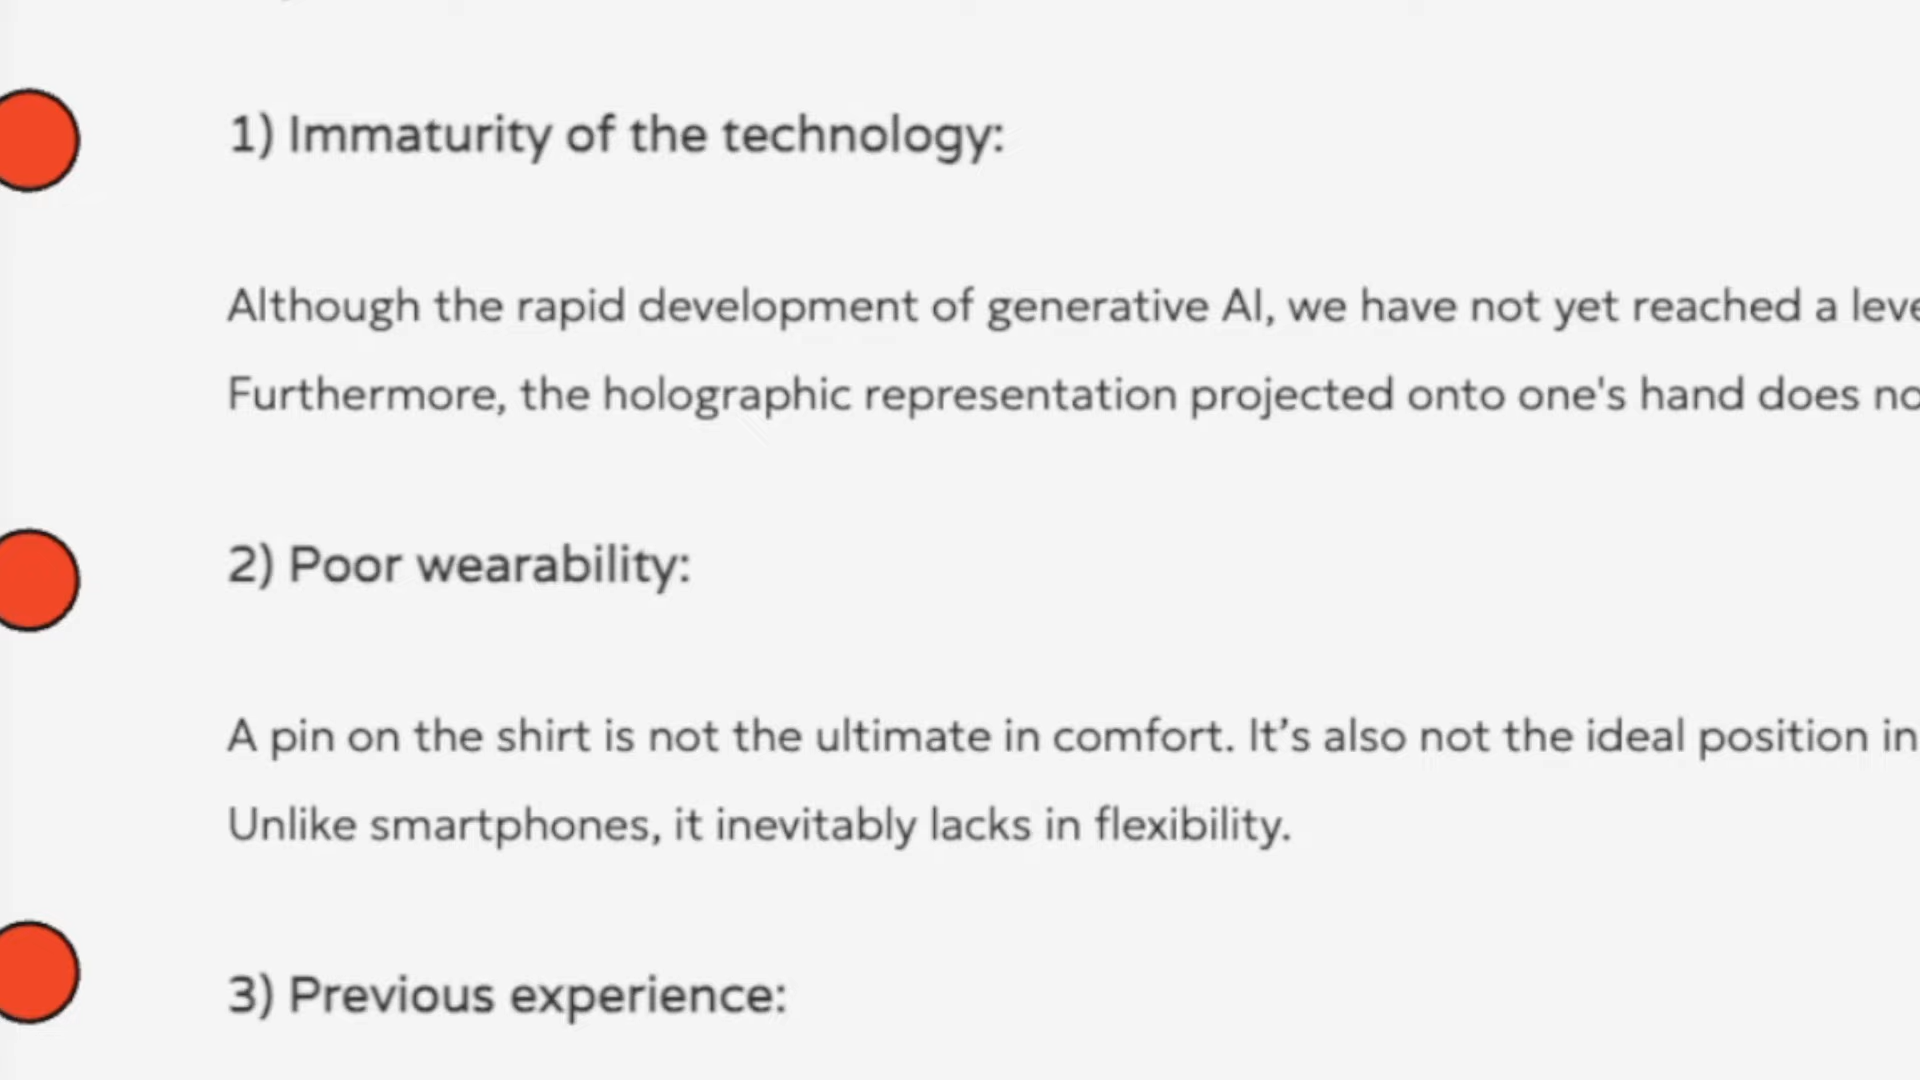 1) Immaturity of the technology:
Although the rapid development of generative AI, we have not yet reached a
Furthermore, the holographic representation projected onto one's hand does
2) Poor wearability:
A pin on the shirt is not the ultimate in comfort. It’s also not the ideal position in
Unlike smartphones, it inevitably lacks in flexibility.
3) Previous experience: